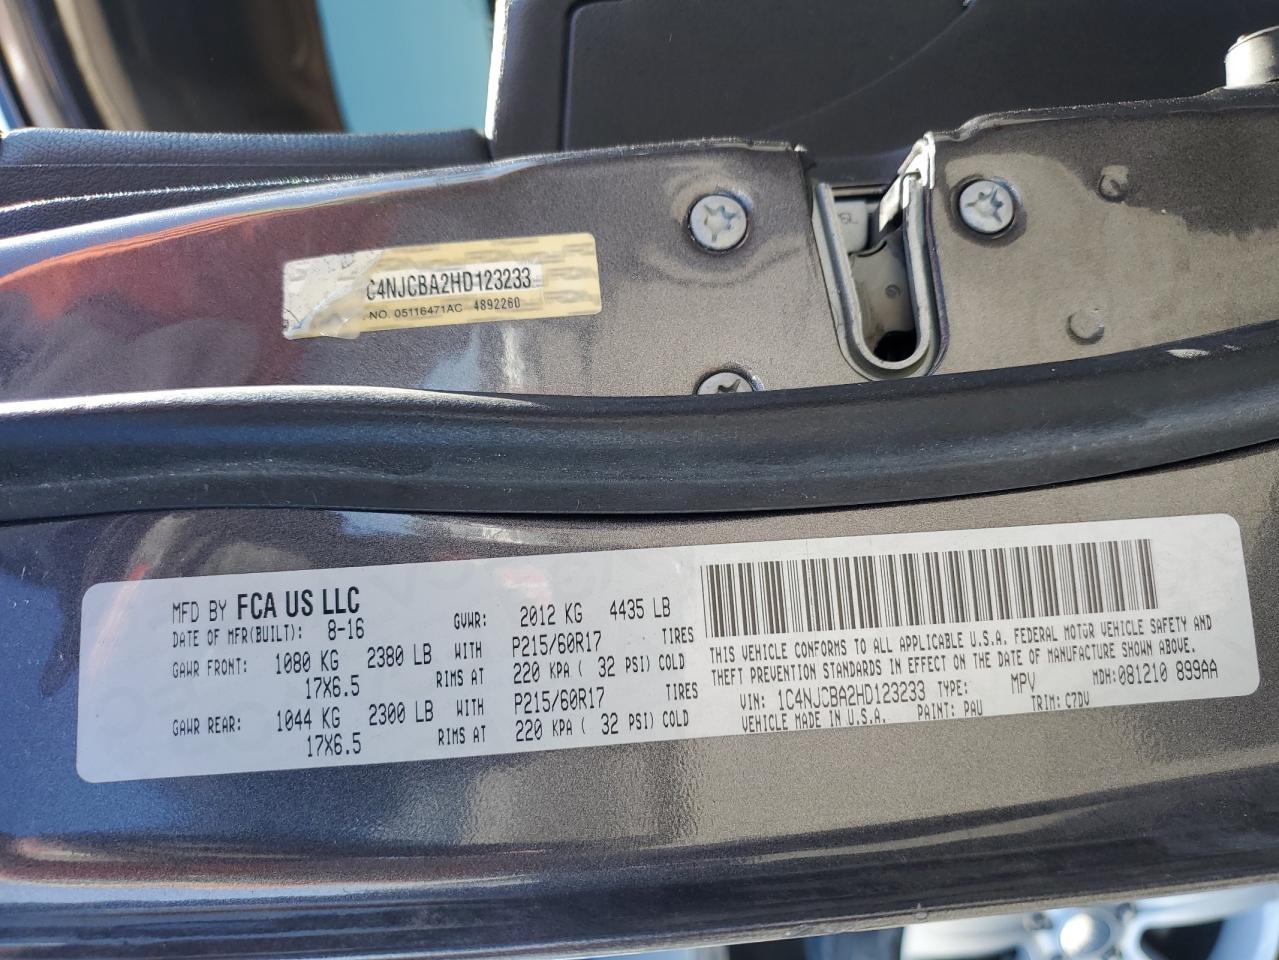 C4NJCBA2HD123233
NO. 05116471AC 4892260
MFD BY FCA US LLC GVWR: 2012 KG 4435 LB
DATE OF MFR(BUILT): 8-16
GAWR FRONT: 1080 KG 2380 LB WITH P215/60R17 TIRES
17X6.5 RIMS AT 220 KPA ( 32 PSI) COLD
GAWR REAR: 1044 KG 2300 LB WITH P215/60R17 TIRES
17X6.5 RIMS AT 220 KPA ( 32 PSI) COLD
THIS VEHICLE CONFORMS TO ALL APPLICABLE U.S.A. FEDERAL MOTOR VEHICLE SAFETY AND
THEFT PREVENTION STANDARDS IN EFFECT ON THE DATE OF MANUFACTURE SHOWN ABOVE.
VIN: 1C4NJCBA2HD123233 TYPE: MPV MDH: 081210 899AA
VEHICLE MADE IN U.S.A. PAINT: PAU TRIM: C7DV